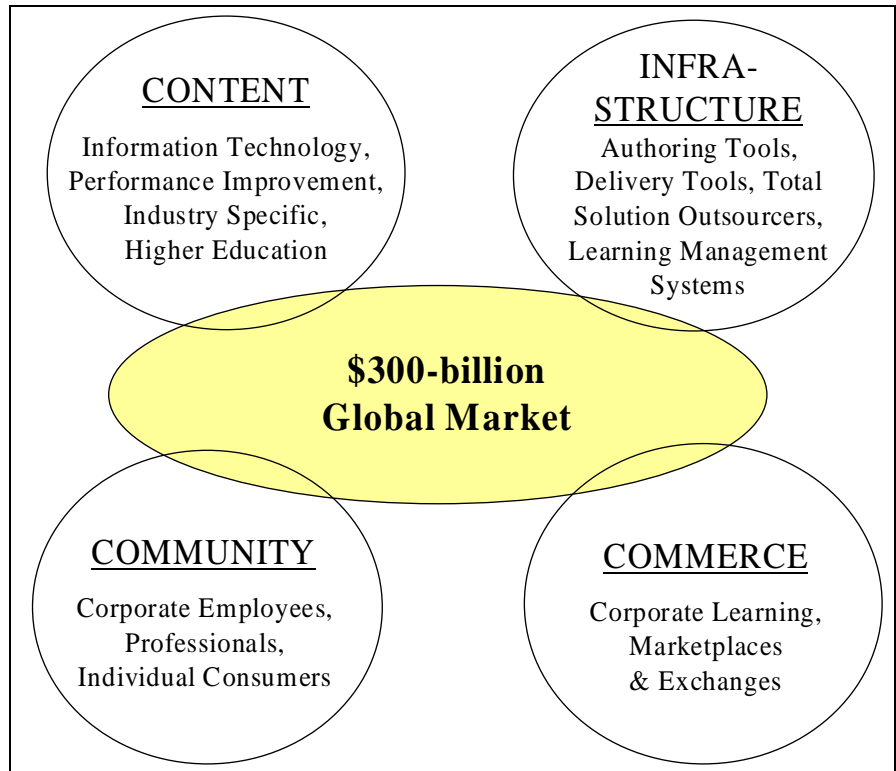 CONTENT
Information Technology,
Performance Improvement,
Industry Specific,
Higher Education
INFRA-
STRUCTURE
Authoring Tools,
Delivery Tools, Total
Solution Outsourcers,
Learning Management
Systems
$300-billion
Global Market
COMMUNITY
Corporate Employees,
Professionals,
Individual Consumers
COMMERCE
Corporate Learning,
Marketplaces
& Exchanges